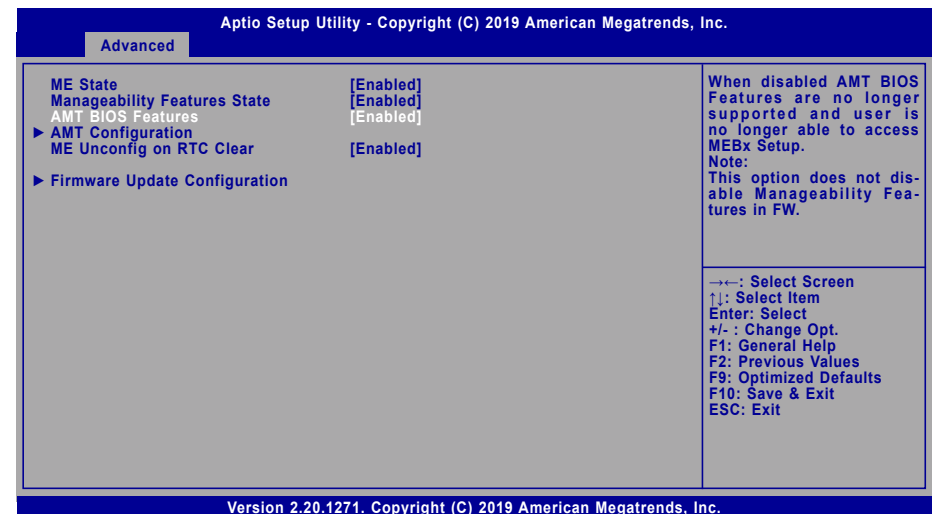 Aptio Setup Utility - Copyright (C) 2019 American Megatrends, Inc.
Advanced
ME State [Enabled]
Manageability Features State [Enabled]
AMT BIOS Features [Enabled]
► AMT Configuration
ME Unconfig on RTC Clear [Enabled]
► Firmware Update Configuration
When disabled AMT BIOS
Features are no longer
supported and user is
no longer able to access
MEBx Setup.
Note:
This option does not dis-
able Manageability Fea-
tures in FW.
→←: Select Screen
↑↓: Select Item
Enter: Select
+/- : Change Opt.
F1: General Help
F2: Previous Values
F9: Optimized Defaults
F10: Save & Exit
ESC: Exit
Version 2.20.1271. Copyright (C) 2019 American Megatrends, Inc.